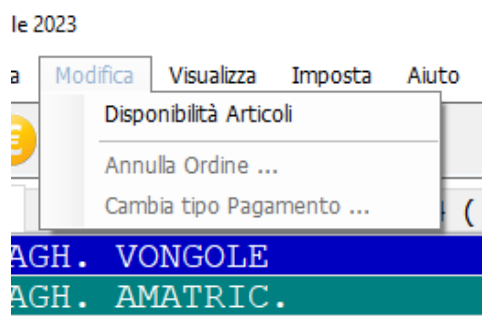 le 2023
a Modifica Visualizza Imposta Aiuto
Disponibilità Articoli
Annulla Ordine ...
Cambia tipo Pagamento ...
(
AGH. VONGOLE
AGH. AMATRIC.